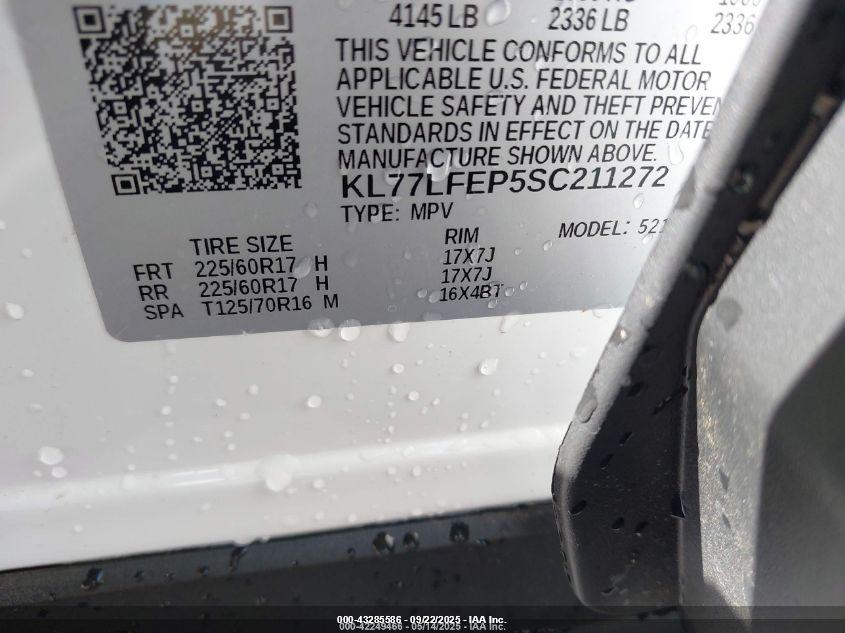 4145 LB 2336 LB 2336
THIS VEHICLE CONFORMS TO ALL
APPLICABLE U.S. FEDERAL MOTOR
VEHICLE SAFETY AND THEFT PREVEN
STANDARDS IN EFFECT ON THE DATE
MANUFACTURE SHOWN ABOVE.
KL77LFEP5SC211272
TYPE: MPV MODEL: 521
TIRE SIZE RIM
FRT 225/60R17 H 17X7J
RR 225/60R17 H 17X7J
SPA T125/70R16 M 16X4BT
000-43285586 - 09/22/2025 - IAA Inc.
000-42249466 - 05/14/2025 - IAA Inc.